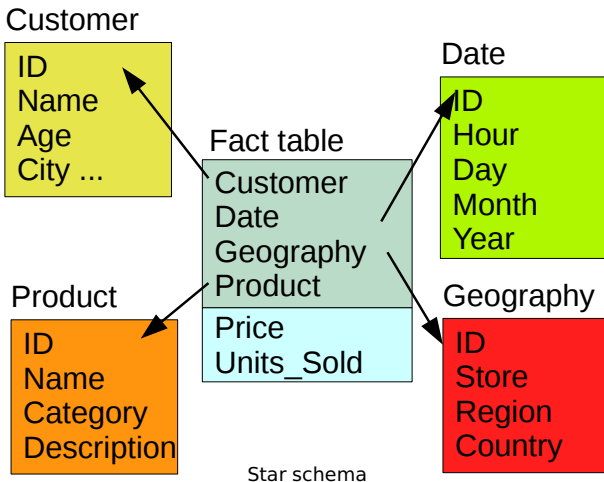 Customer
ID
Name
Age
City ...
Date
ID
Hour
Day
Month
Year
Fact table
Customer
Date
Geography
Product
Price
Units_Sold
Product
ID
Name
Category
Description
Geography
ID
Store
Region
Country
Star schema